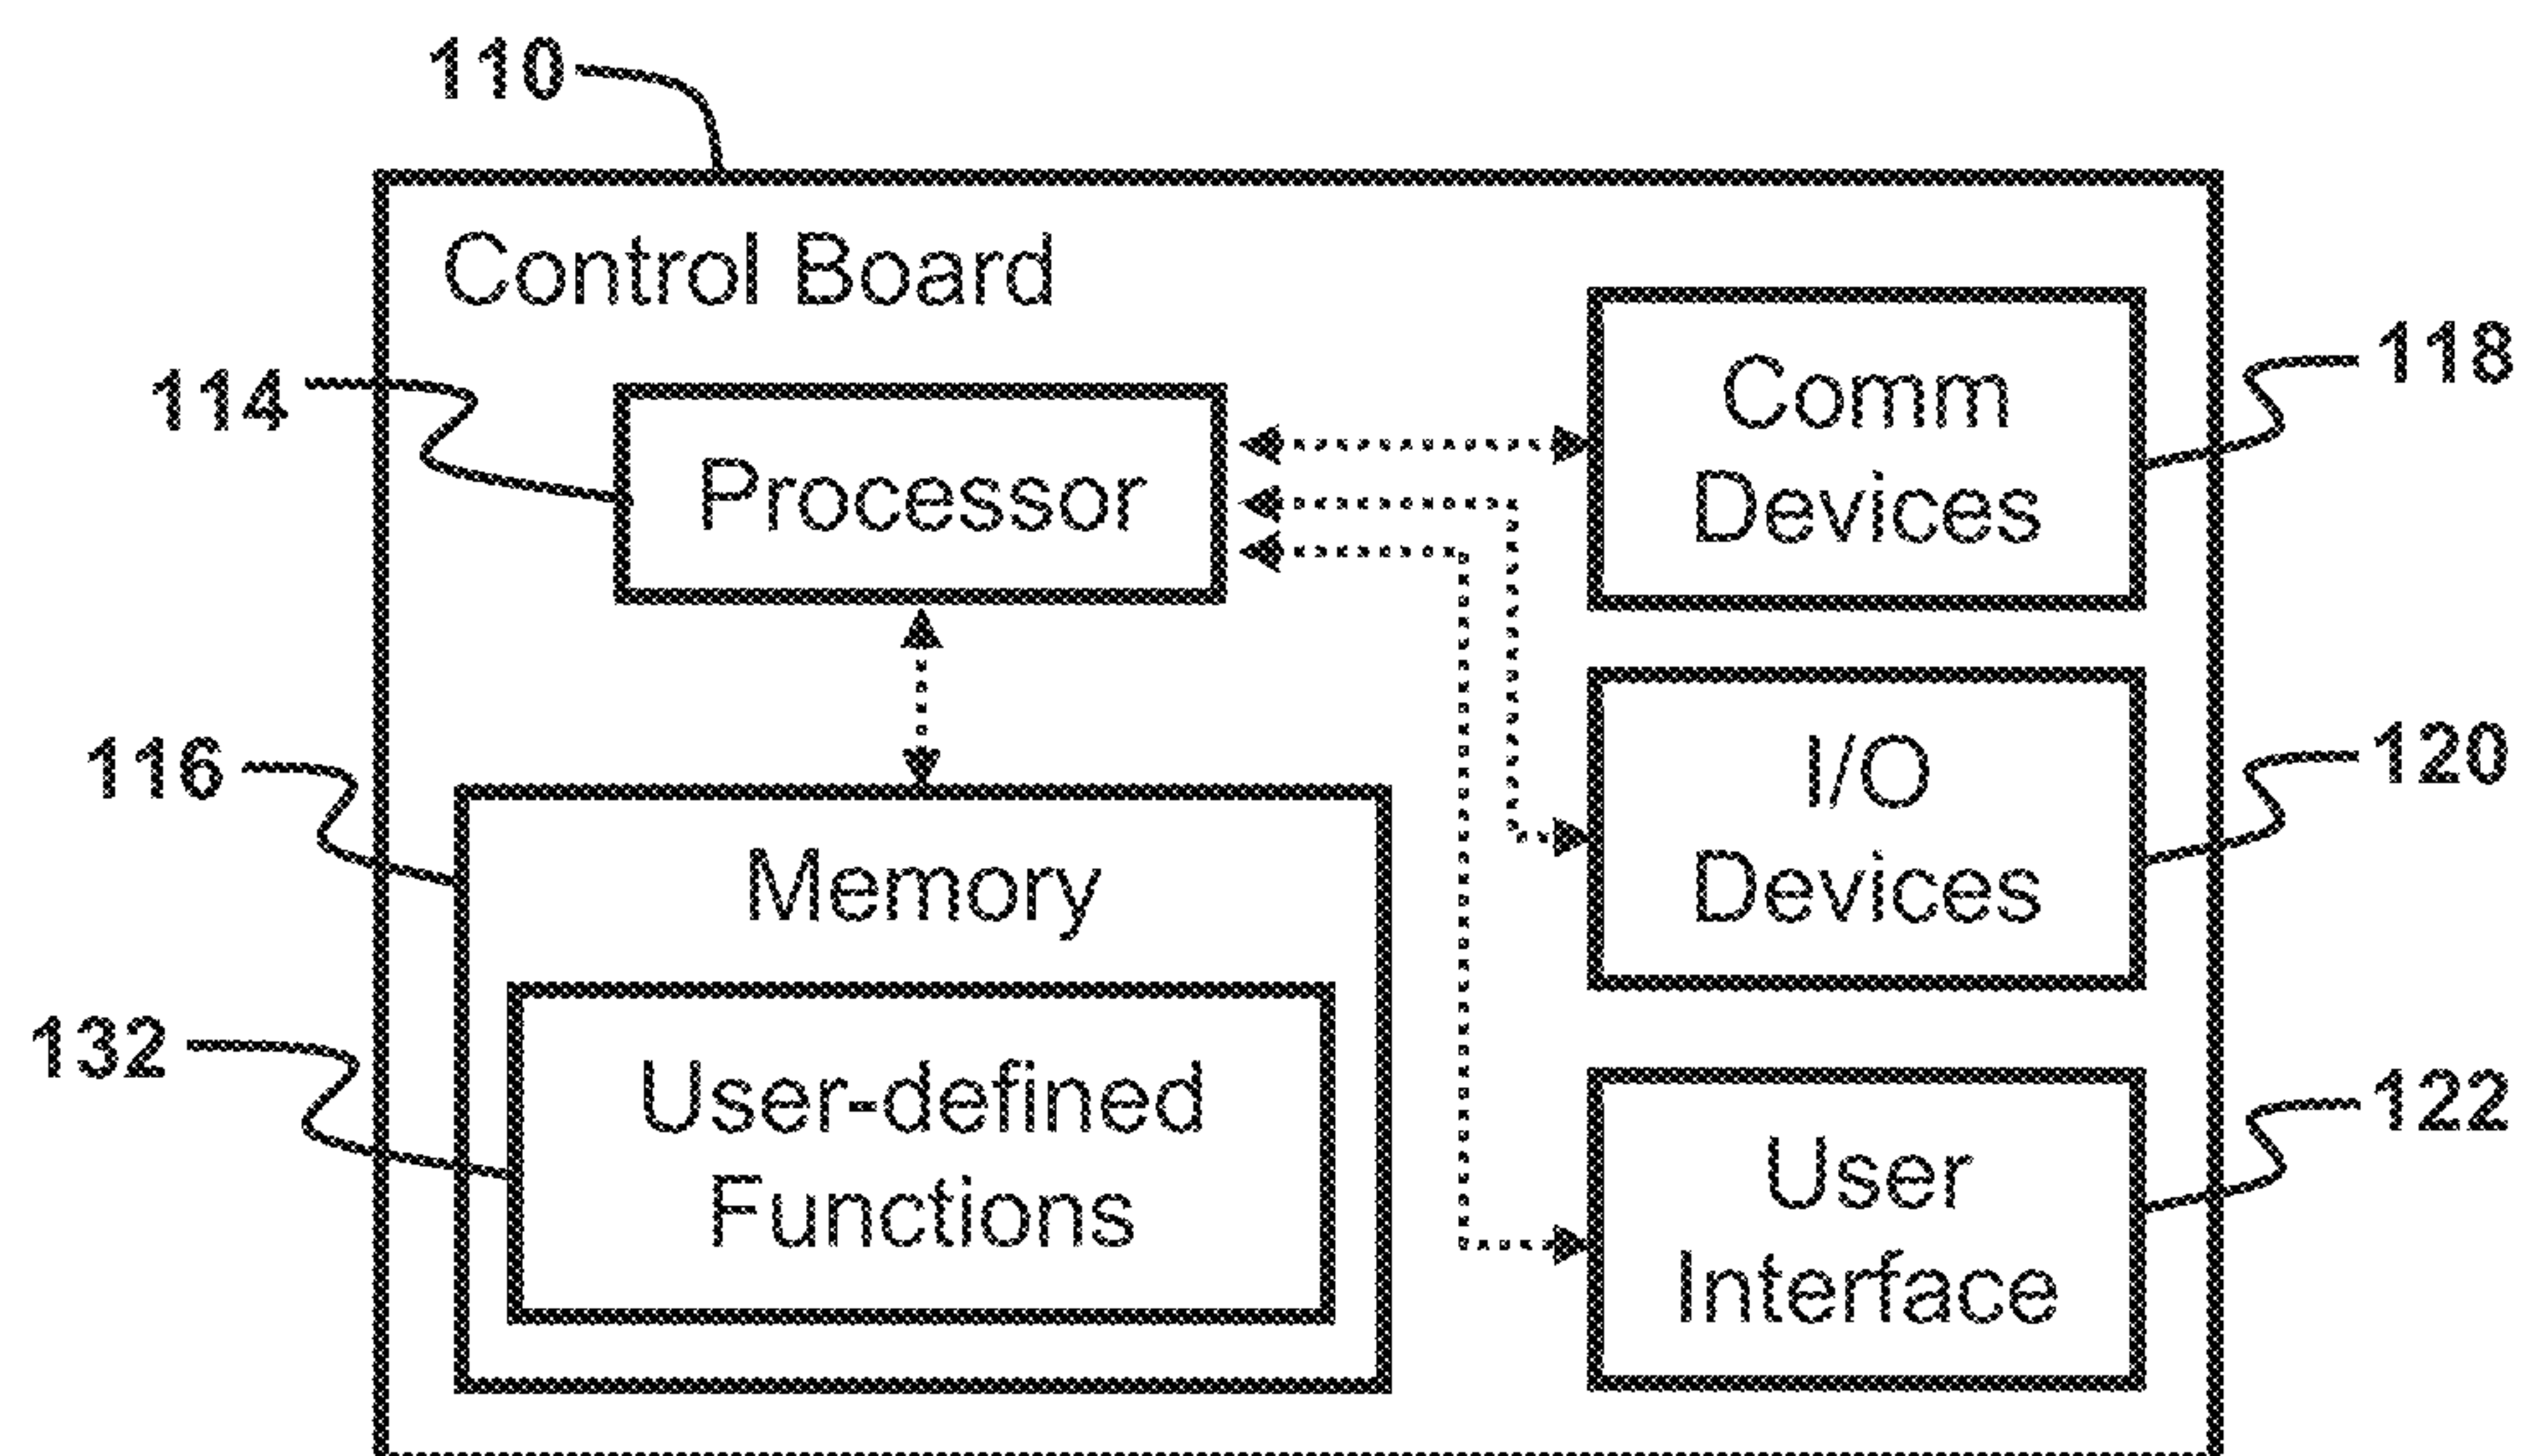 110
Control Board
114
Processor
Comm
Devices
118
116
Memory
I/O
Devices
120
132
User-defined
Functions
User
Interface
122